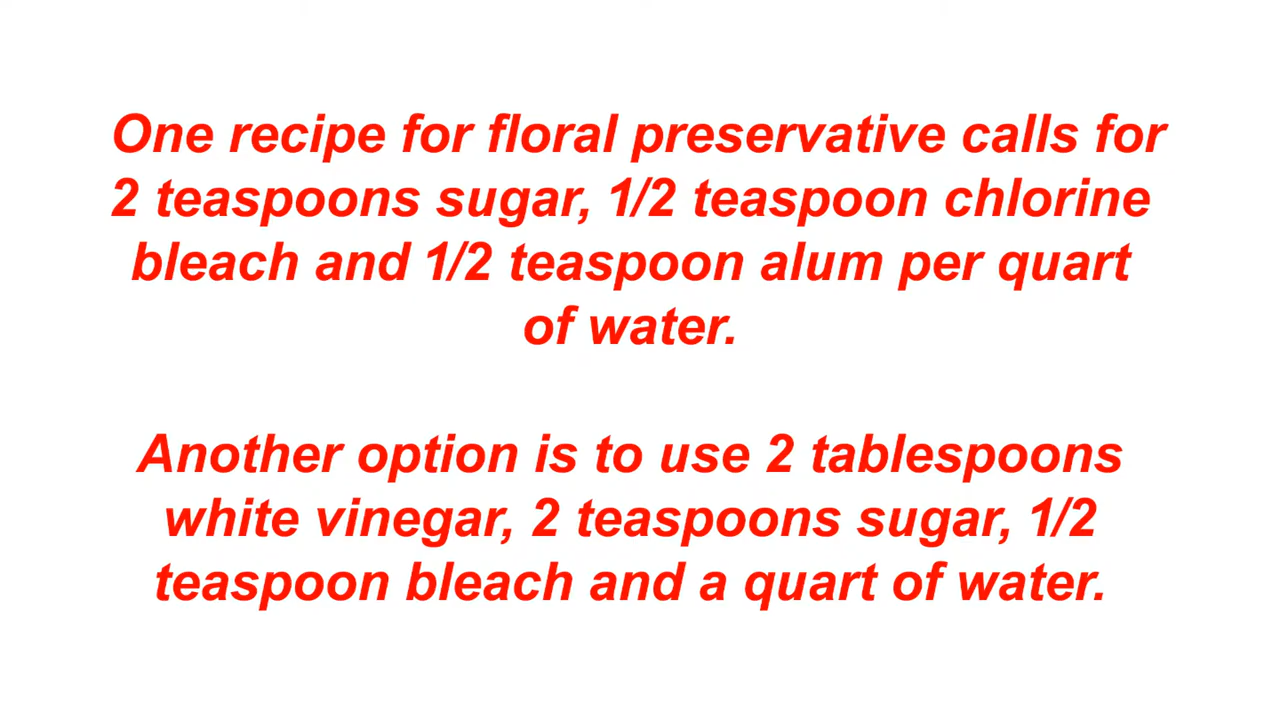 One recipe for floral preservative calls for
2 teaspoons sugar, 1/2 teaspoon chlorine
bleach and 1/2 teaspoon alum per quart
of water.
Another option is to use 2 tablespoons
white vinegar, 2 teaspoons sugar, 1/2
teaspoon bleach and a quart of water.